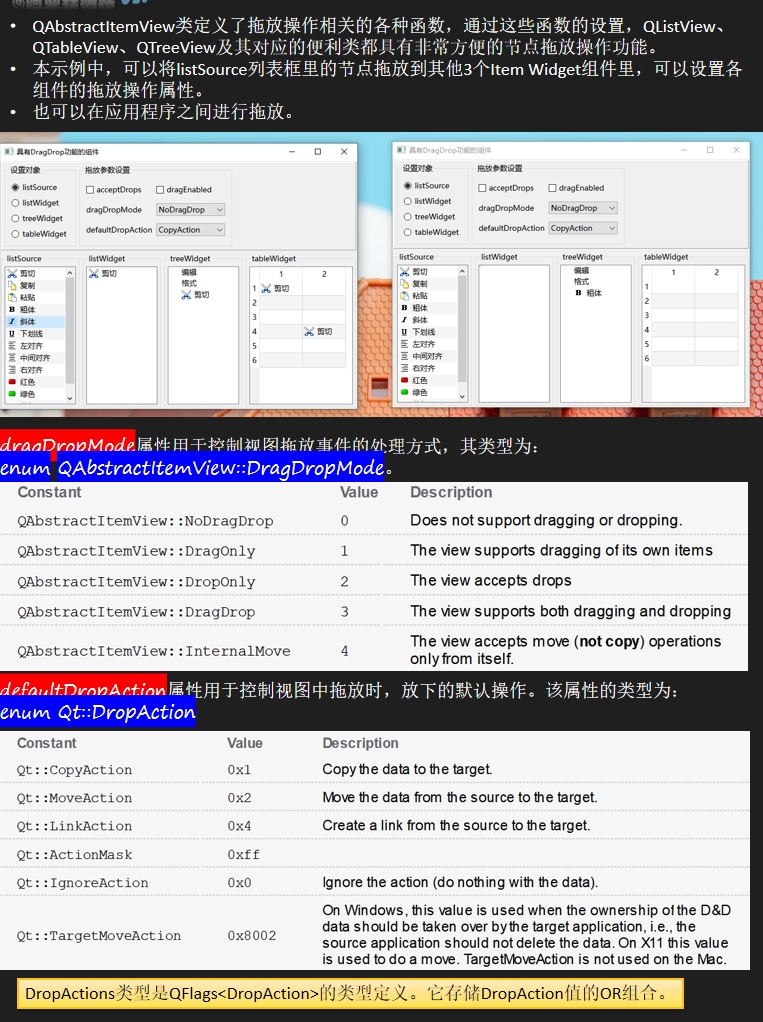 • QAbstractItemView类定义了拖放操作相关的各种函数，通过这些函数的设置，QListView、
QTableView、QTreeView及其对应的便利类都具有非常方便的节点拖放操作功能。
• 本示例中，可以将listSource列表框里的节点拖放到其他3个Item Widget组件里，可以设置各
组件的拖放操作属性。
• 也可以在应用程序之间进行拖放。
具有DragDrop功能的组件
设置对象 拖放参数设置
listSource acceptDrops dragEnabled
listWidget dragDropMode NoDragDrop
treeWidget
tableWidget defaultDropAction CopyAction
listSource listWidget treeWidget tableWidget
剪切 剪切 编辑 1 2
复制 格式 1 剪切
粘贴 剪切 2
B 粗体 3
I 斜体 4 剪切
U 下划线 5
左对齐 6
中间对齐
右对齐
红色
绿色
具有DragDrop功能的组件
设置对象 拖放参数设置
listSource acceptDrops dragEnabled
listWidget dragDropMode NoDragDrop
treeWidget
tableWidget defaultDropAction CopyAction
listSource listWidget treeWidget tableWidget
剪切 编辑 1 2
复制 格式 1
粘贴 B 粗体 2
B 粗体 3
I 斜体 4
U 下划线 5
左对齐 6
中间对齐
右对齐
红色
绿色
dragDropMode属性用于控制视图拖放事件的处理方式，其类型为：
enum QAbstractItemView::DragDropMode。
Constant Value Description
QAbstractItemView::NoDragDrop 0 Does not support dragging or dropping.
QAbstractItemView::DragOnly 1 The view supports dragging of its own items
QAbstractItemView::DropOnly 2 The view accepts drops
QAbstractItemView::DragDrop 3 The view supports both dragging and dropping
QAbstractItemView::InternalMove 4 The view accepts move (not copy) operations
only from itself.
defaultDropAction属性用于控制视图中拖放时，放下的默认操作。该属性的类型为：
enum Qt::DropAction
Constant Value Description
Qt::CopyAction 0x1 Copy the data to the target.
Qt::MoveAction 0x2 Move the data from the source to the target.
Qt::LinkAction 0x4 Create a link from the source to the target.
Qt::ActionMask 0xff
Qt::IgnoreAction 0x0 Ignore the action (do nothing with the data).
Qt::TargetMoveAction 0x8002 On Windows, this value is used when the ownership of the D&D
data should be taken over by the target application, i.e., the
source application should not delete the data. On X11 this value
is used to do a move. TargetMoveAction is not used on the Mac.
DropActions类型是QFlags<DropAction>的类型定义。它存储DropAction值的OR组合。